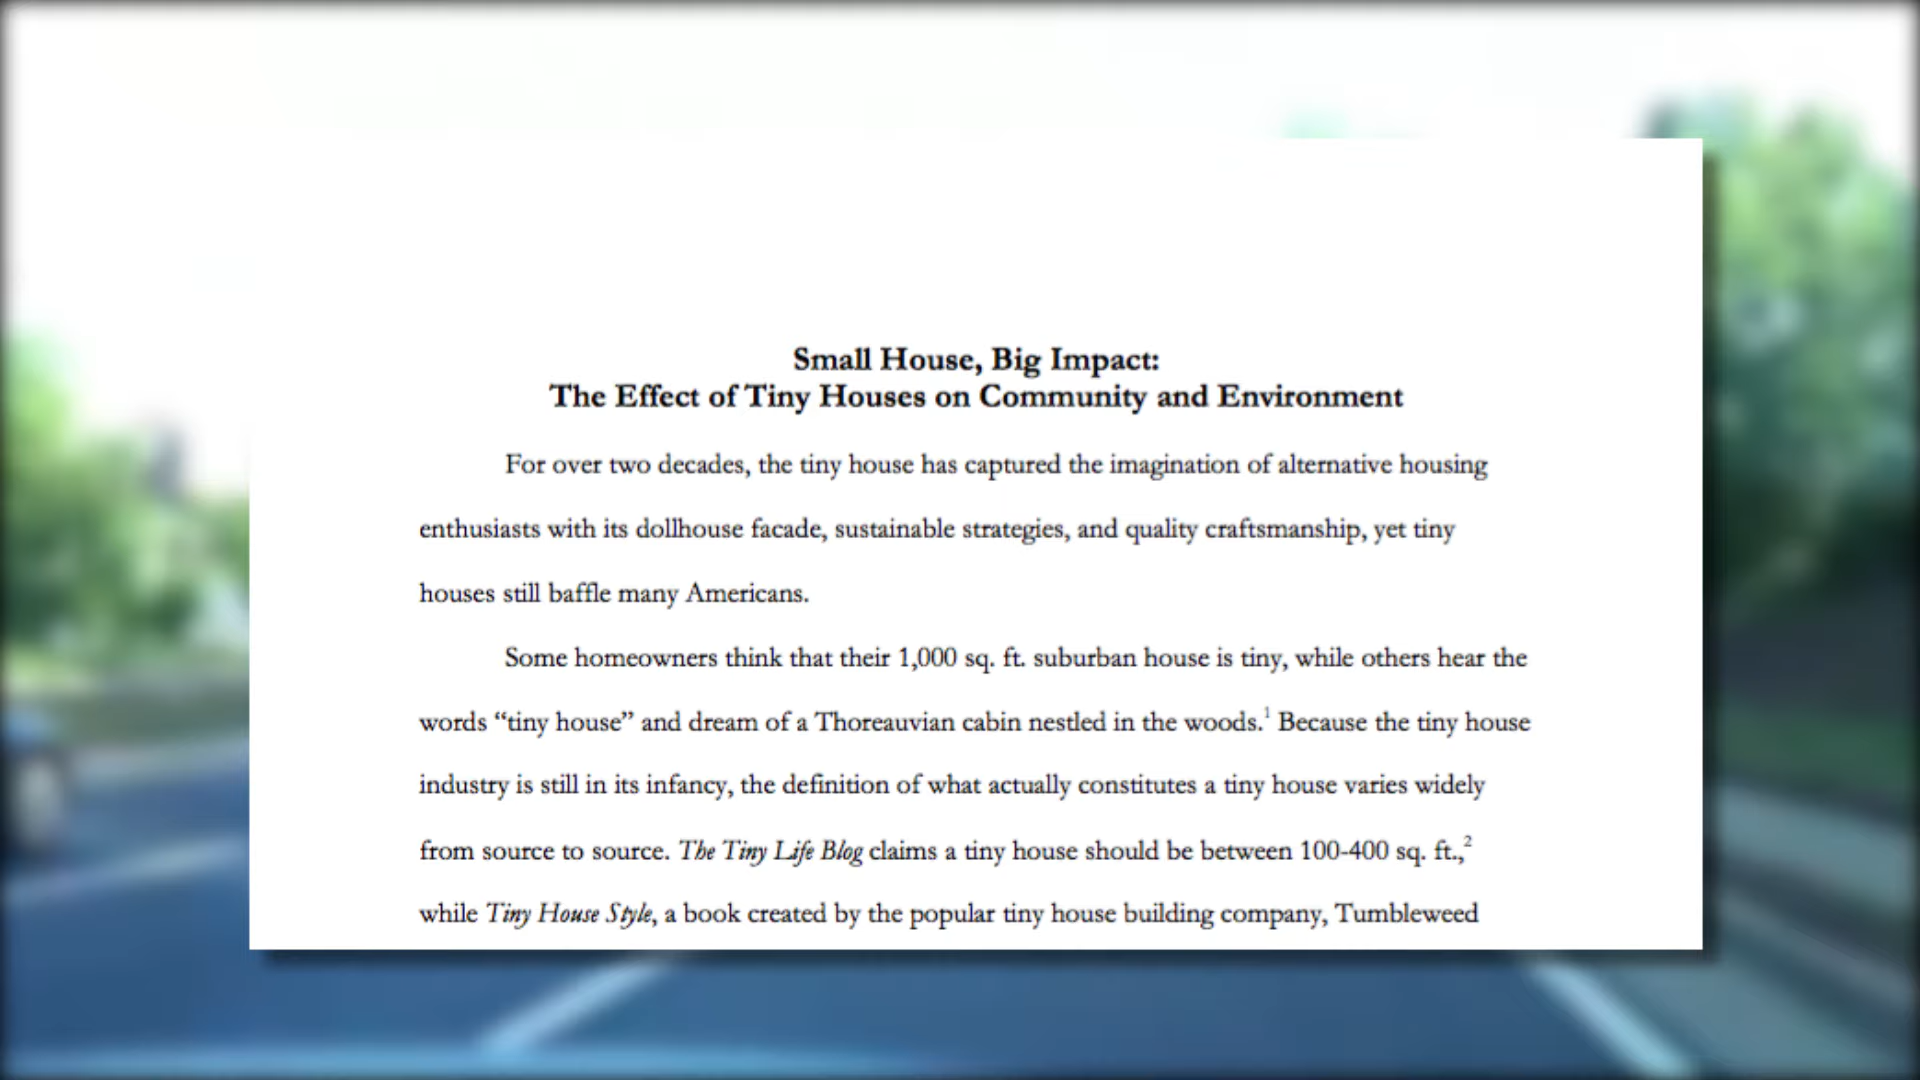 Small House, Big Impact:
The Effect of Tiny Houses on Community and Environment
For over two decades, the tiny house has captured the imagination of alternative housing
enthusiasts with its dollhouse facade, sustainable strategies, and quality craftsmanship, yet tiny
houses still baffle many Americans.
Some homeowners think that their 1,000 sq. ft. suburban house is tiny, while others hear the
words “tiny house” and dream of a Thoreauvian cabin nestled in the woods.¹ Because the tiny house
industry is still in its infancy, the definition of what actually constitutes a tiny house varies widely
from source to source. The Tiny Life Blog claims a tiny house should be between 100-400 sq. ft.,²
while Tiny House Style, a book created by the popular tiny house building company, Tumbleweed